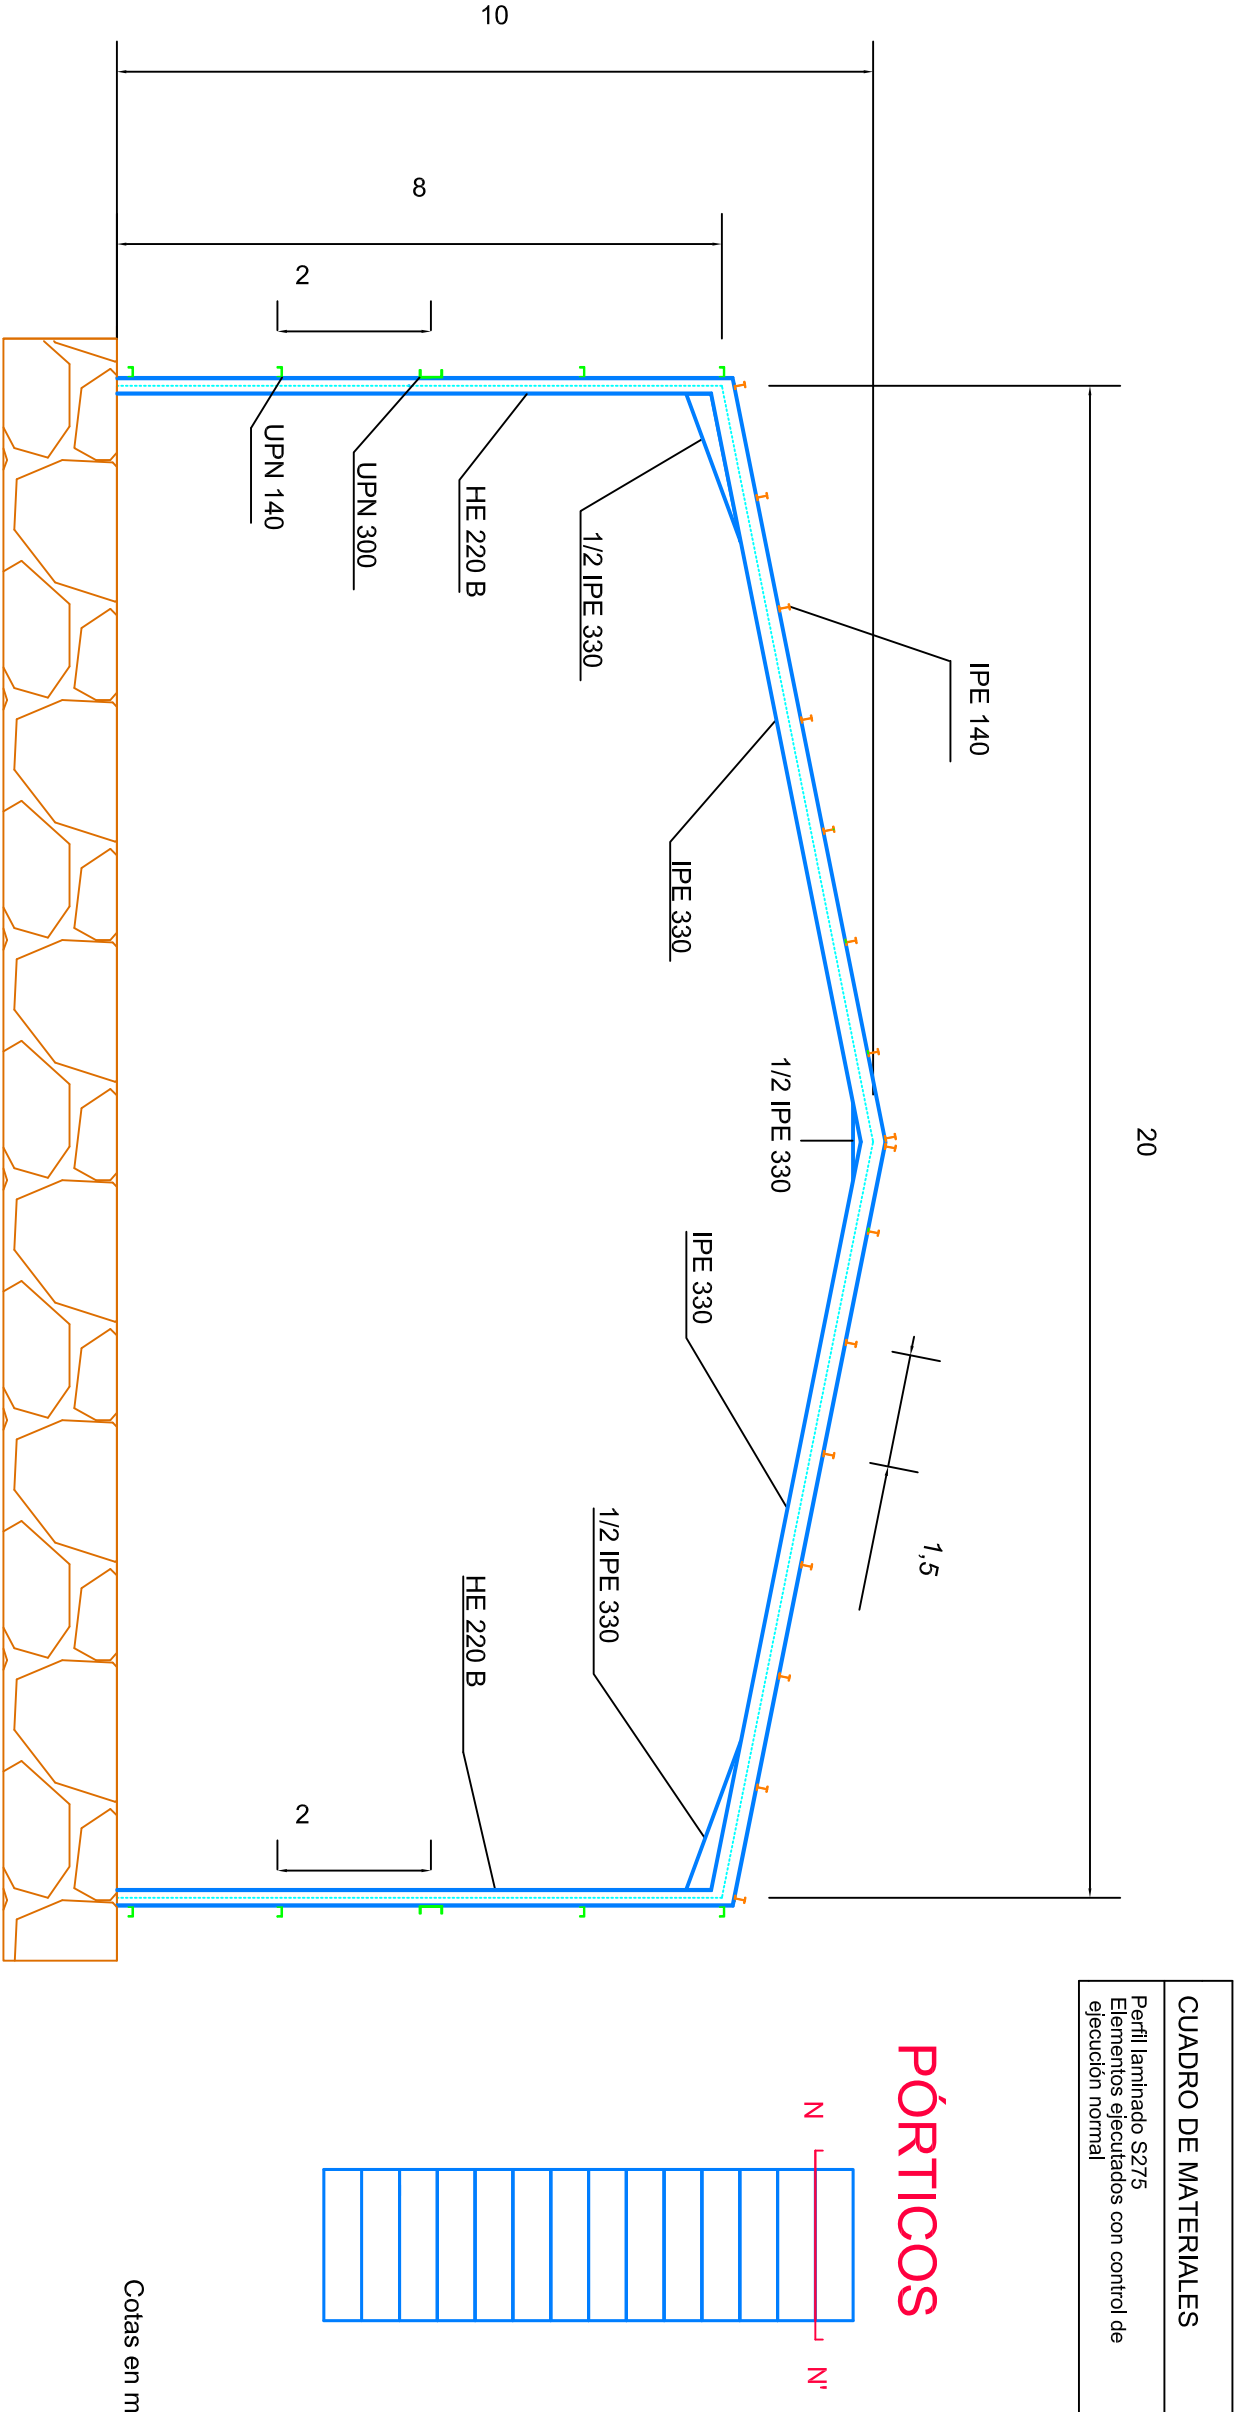 20
1,5
IPE 140
10
8
2
1/2 IPE 330
IPE 330
1/2 IPE 330
IPE 330
1/2 IPE 330
HE 220 B
UPN 300
UPN 140
HE 220 B
2
CUADRO DE MATERIALES
Perfil laminado S275
Elementos ejecutados con control de
ejecución normal
PÓRTICOS
N
N'
Cotas en m